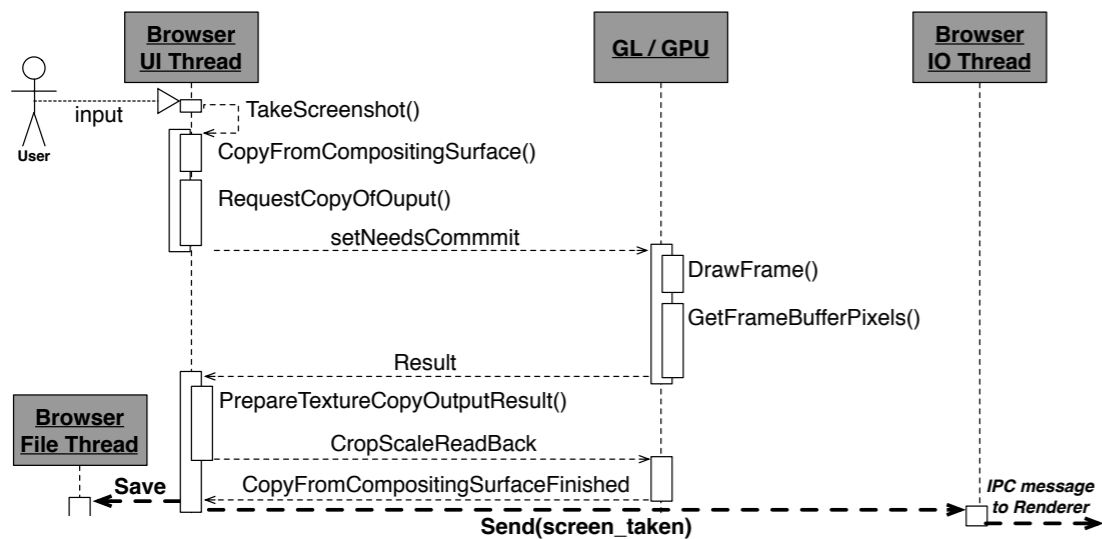 Browser
UI Thread
GL / GPU
Browser
IO Thread
User
input
TakeScreenshot()
CopyFromCompositingSurface()
RequestCopyOfOuput()
setNeedsCommmit
DrawFrame()
GetFrameBufferPixels()
Result
Browser
File Thread
PrepareTextureCopyOutputResult()
CropScaleReadBack
CopyFromCompositingSurfaceFinished
Save
Send(screen_taken)
IPC message
to Renderer